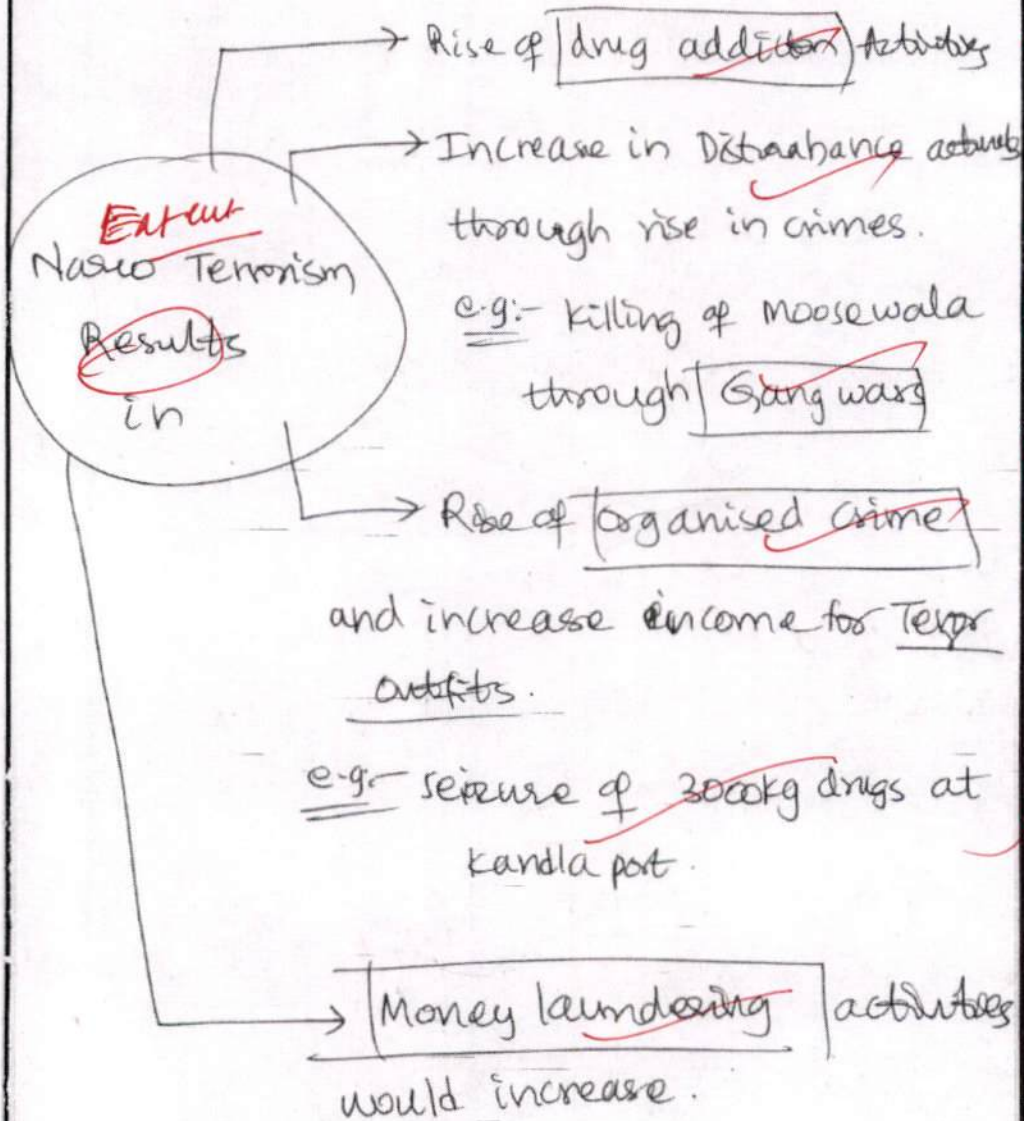 Rise of drug addiction Activities
Increase in Disturbance activities
through rise in crimes.
e.g:- killing of Moosewala
through Gang wars
Extent
Narco Terrorism
Results
in
Rise of organised crime
and increase income for Terror
outfits.
e.g:- seizure of 3000kg drugs at
kandla port.
Money laundering activities
would increase.